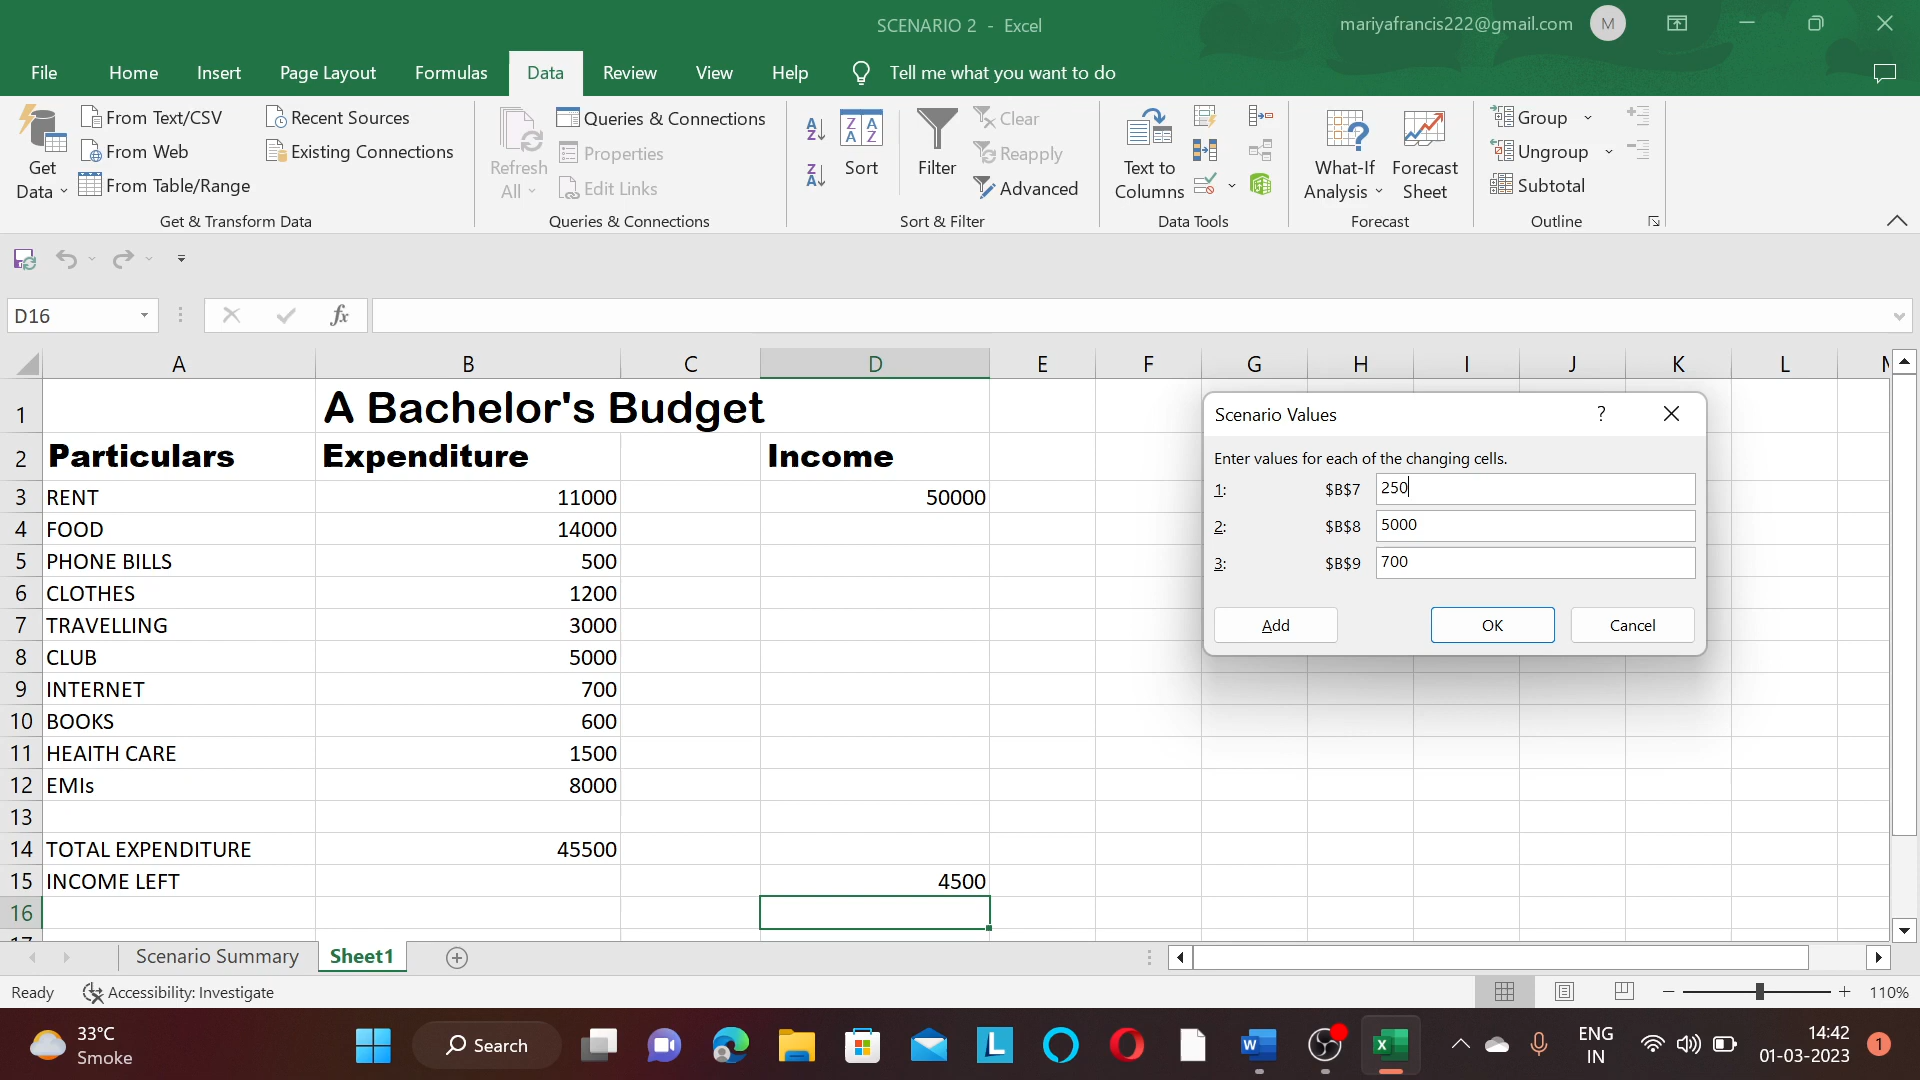 SCENARIO 2 - Excel
mariyafrancis222@gmail.com M
File Home Insert Page Layout Formulas Data Review View Help Tell me what you want to do
Get Data
From Text/CSV
From Web
From Table/Range
Recent Sources
Existing Connections
Get & Transform Data
Refresh All
Queries & Connections
Properties
Edit Links
Queries & Connections
Sort
Filter
Clear
Reapply
Advanced
Sort & Filter
Text to Columns
Data Tools
What-If Analysis
Forecast Sheet
Forecast
Group
Ungroup
Subtotal
Outline
D16
fx
A B C D E F G H I J K L
1 A Bachelor's Budget
2 Particulars Expenditure Income
3 RENT 11000 50000
4 FOOD 14000
5 PHONE BILLS 500
6 CLOTHES 1200
7 TRAVELLING 3000
8 CLUB 5000
9 INTERNET 700
10 BOOKS 600
11 HEAITH CARE 1500
12 EMIs 8000
13
14 TOTAL EXPENDITURE 45500
15 INCOME LEFT 4500
16
Scenario Values ?
Enter values for each of the changing cells.
1: $B$7 250
2: $B$8 5000
3: $B$9 700
Add OK Cancel
Scenario Summary Sheet1
Ready Accessibility: Investigate 110%
33°C
Smoke
Search
ENG
IN
14:42
01-03-2023
1